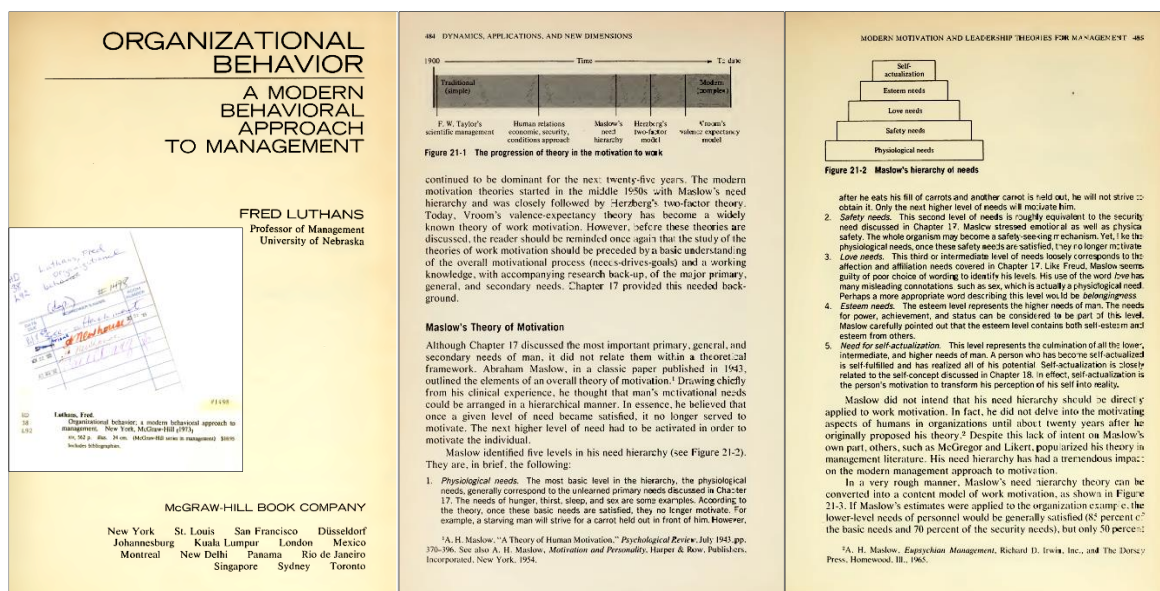 ORGANIZATIONAL
BEHAVIOR
A MODERN
BEHAVIORAL
APPROACH
TO MANAGEMENT
FRED LUTHANS
Professor of Management
University of Nebraska
Luthans, Fred
Luthans, Fred.
Organizational behavior; a modern behavioral approach to
management. New York, McGraw-Hill [1973]
Includes bibliographies.
McGRAW-HILL BOOK COMPANY
New York St. Louis San Francisco Düsseldorf
Johannesburg Kuala Lumpur London Mexico
Montreal New Delhi Panama Rio de Janeiro
Singapore Sydney Toronto
484 DYNAMICS, APPLICATIONS, AND NEW DIMENSIONS
1900 Time To date
Traditional
(simple)
Modern
(complex)
F. W. Taylor's
scientific management
Human relations
economic, security,
conditions approach
Maslow's
need
hierarchy
Herzberg's
two-factor
model
Vroom's
valence expectancy
model
Figure 21-1 The progression of theory in the motivation to work
continued to be dominant for the next twenty-five years. The modern
motivation theories started in the middle 1950s with Maslow's need
hierarchy and was closely followed by Herzberg's two-factor theory.
Today, Vroom's valence-expectancy theory has become a widely
known theory of work motivation. However, before these theories are
discussed, the reader should be reminded once again that the study of the
theories of work motivation should be preceded by a basic understanding
of the overall motivational process (needs-drives-goals) and a working
knowledge, with accompanying research back-up, of the major primary,
general, and secondary needs. Chapter 17 provided this needed back-
ground.
Maslow's Theory of Motivation
Although Chapter 17 discussed the most important primary, general, and
secondary needs of man, it did not relate them within a theoretical
framework. Abraham Maslow, in a classic paper published in 1943,
outlined the elements of an overall theory of motivation.¹ Drawing chiefly
from his clinical experience, he thought that man's motivational needs
could be arranged in a hierarchical manner. In essence, he believed that
once a given level of need became satisfied, it no longer served to
motivate. The next higher level of need had to be activated in order to
motivate the individual.
Maslow identified five levels in his need hierarchy (see Figure 21-2).
They are, in brief, the following:
1. Physiological needs. The most basic level in the hierarchy, the physiological
needs, generally correspond to the unlearned primary needs discussed in Chapter
17. The needs of hunger, thirst, sleep, and sex are some examples. According to
the theory, once these basic needs are satisfied, they no longer motivate. For
example, a starving man will strive for a carrot held out in front of him. However,
¹A. H. Maslow, "A Theory of Human Motivation," Psychological Review, July 1943, pp.
370-396. See also A. H. Maslow, Motivation and Personality, Harper & Row, Publishers,
Incorporated, New York, 1954.
MODERN MOTIVATION AND LEADERSHIP THEORIES FOR MANAGEMENT 485
Self-
actualization
Esteem needs
Love needs
Safety needs
Physiological needs
Figure 21-2 Maslow's hierarchy of needs
after he eats his fill of carrots and another carrot is held out, he will not strive to
obtain it. Only the next higher level of needs will motivate him.
2. Safety needs. This second level of needs is roughly equivalent to the security
need discussed in Chapter 17. Maslow stressed emotional as well as physical
safety. The whole organism may become a safety-seeking mechanism. Yet, like the
physiological needs, once these safety needs are satisfied, they no longer motivate
3. Love needs. This third or intermediate level of needs loosely corresponds to the
affection and affiliation needs covered in Chapter 17. Like Freud, Maslow seems
guilty of poor choice of wording to identify his levels. His use of the word love has
many misleading connotations. such as sex, which is actually a physiological need.
Perhaps a more appropriate word describing this level would be belongingness
4. Esteem needs. The esteem level represents the higher needs of man. The needs
for power, achievement, and status can be considered to be part of this level.
Maslow carefully pointed out that the esteem level contains both self-esteem and
esteem from others.
5. Need for self-actualization. This level represents the culmination of all the lower,
intermediate, and higher needs of man. A person who has become self-actualized
is self-fulfilled and has realized all of his potential Self-actualization is closely
related to the self-concept discussed in Chapter 18. In effect, self-actualization is
the person's motivation to transform his perception of his self into reality.
Maslow did not intend that his need hierarchy should be directly
applied to work motivation. In fact, he did not delve into the motivating
aspects of humans in organizations until about twenty years after he
originally proposed his theory.² Despite this lack of intent on Maslow's
own part, others, such as McGregor and Likert, popularized his theory in
management literature. His need hierarchy has had a tremendous impact
on the modern management approach to motivation.
In a very rough manner, Maslow's need hierarchy theory can be
converted into a content model of work motivation, as shown in Figure
21-3. If Maslow's estimates were applied to the organization example, the
lower-level needs of personnel would be generally satisfied (85 percent of
the basic needs and 70 percent of the security needs), but only 50 percent
²A. H. Maslow, Eupsychian Management, Richard D. Irwin, Inc., and The Dorsey
Press, Homewood, Ill., 1965.